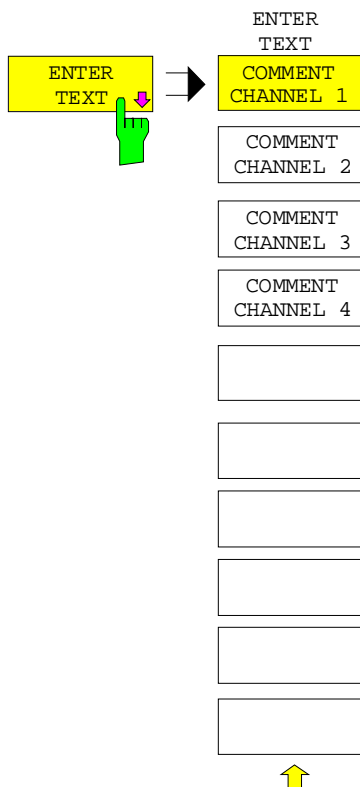 ENTER
TEXT
ENTER
TEXT
COMMENT
CHANNEL 1
COMMENT
CHANNEL 2
COMMENT
CHANNEL 3
COMMENT
CHANNEL 4